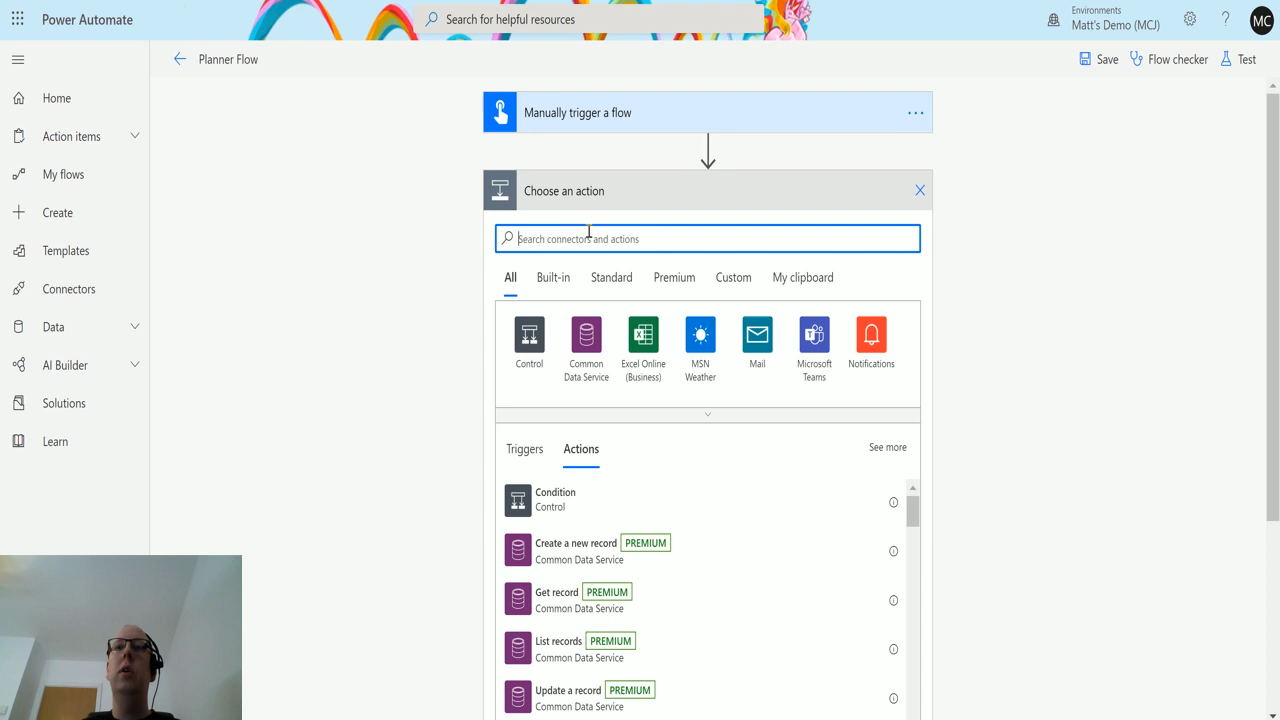 Power Automate
Search for helpful resources
Environments
Matt's Demo (MCJ)
?
MC
Planner Flow
Save
Flow checker
Test
Home
Action items
My flows
Create
Templates
Connectors
Data
AI Builder
Solutions
Learn
Manually trigger a flow
Choose an action
Search connectors and actions
All
Built-in
Standard
Premium
Custom
My clipboard
Control
Common Data Service
Excel Online (Business)
MSN Weather
Mail
Microsoft Teams
Notifications
Triggers
Actions
See more
Condition
Control
Create a new record PREMIUM
Common Data Service
Get record PREMIUM
Common Data Service
List records PREMIUM
Common Data Service
Update a record PREMIUM
Common Data Service